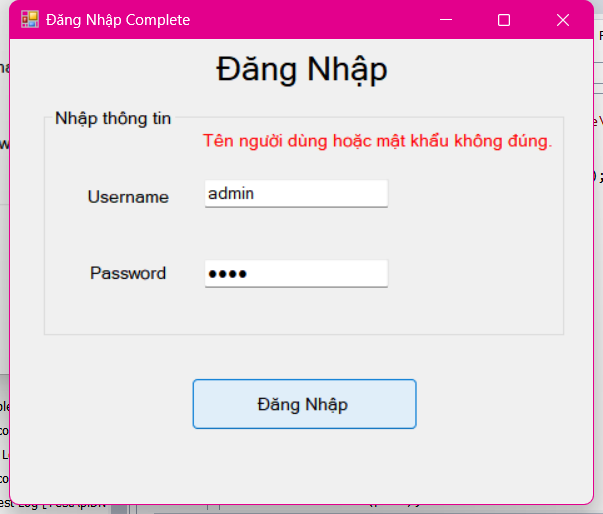 Đăng Nhập Complete
Đăng Nhập
Nhập thông tin
Tên người dùng hoặc mật khẩu không đúng.
Username
admin
Password
Đăng Nhập